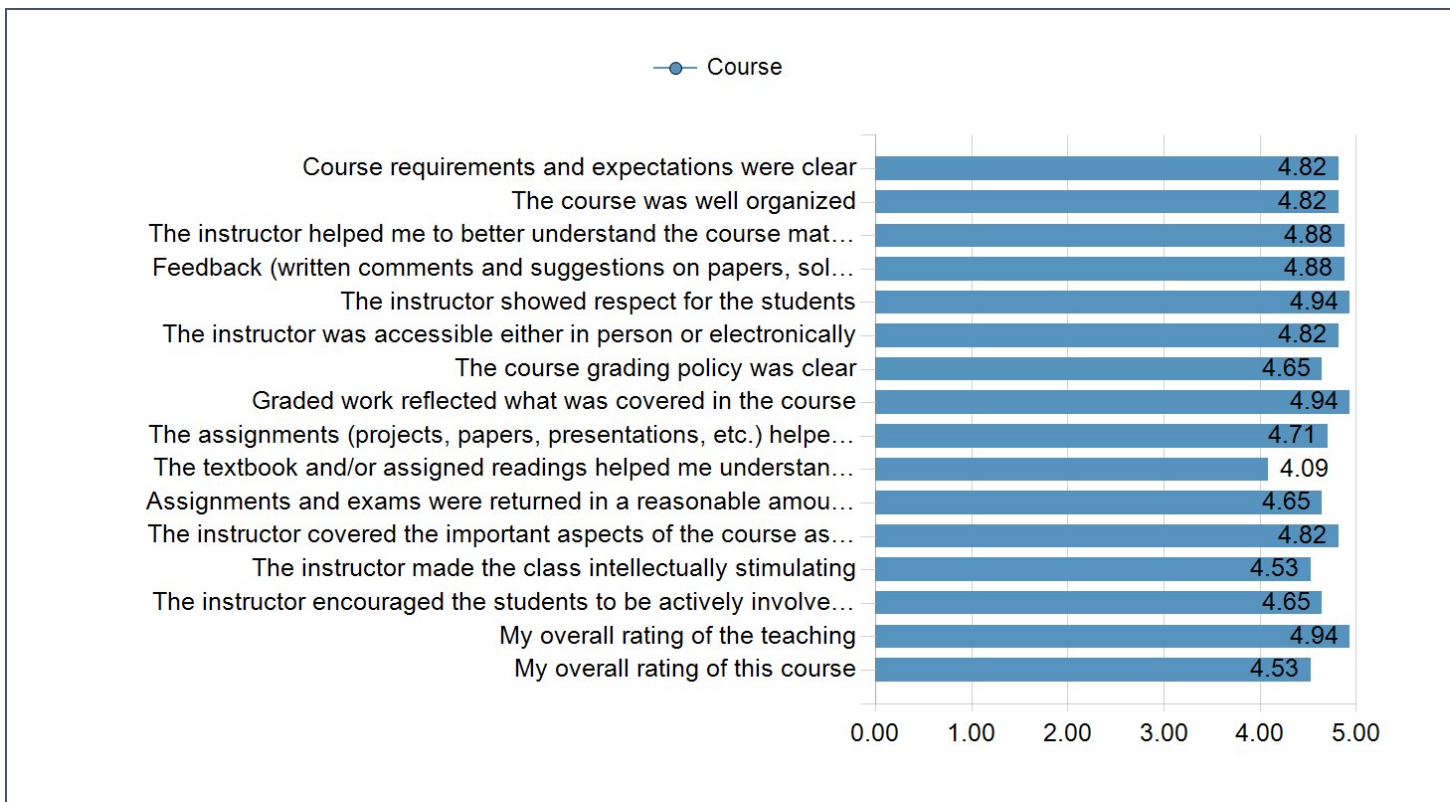 Course
Course requirements and expectations were clear 4.82
The course was well organized 4.82
The instructor helped me to better understand the course mat… 4.88
Feedback (written comments and suggestions on papers, sol… 4.88
The instructor showed respect for the students 4.94
The instructor was accessible either in person or electronically 4.82
The course grading policy was clear 4.65
Graded work reflected what was covered in the course 4.94
The assignments (projects, papers, presentations, etc.) helpe… 4.71
The textbook and/or assigned readings helped me understan… 4.09
Assignments and exams were returned in a reasonable amou… 4.65
The instructor covered the important aspects of the course as… 4.82
The instructor made the class intellectually stimulating 4.53
The instructor encouraged the students to be actively involve… 4.65
My overall rating of the teaching 4.94
My overall rating of this course 4.53
0.00 1.00 2.00 3.00 4.00 5.00